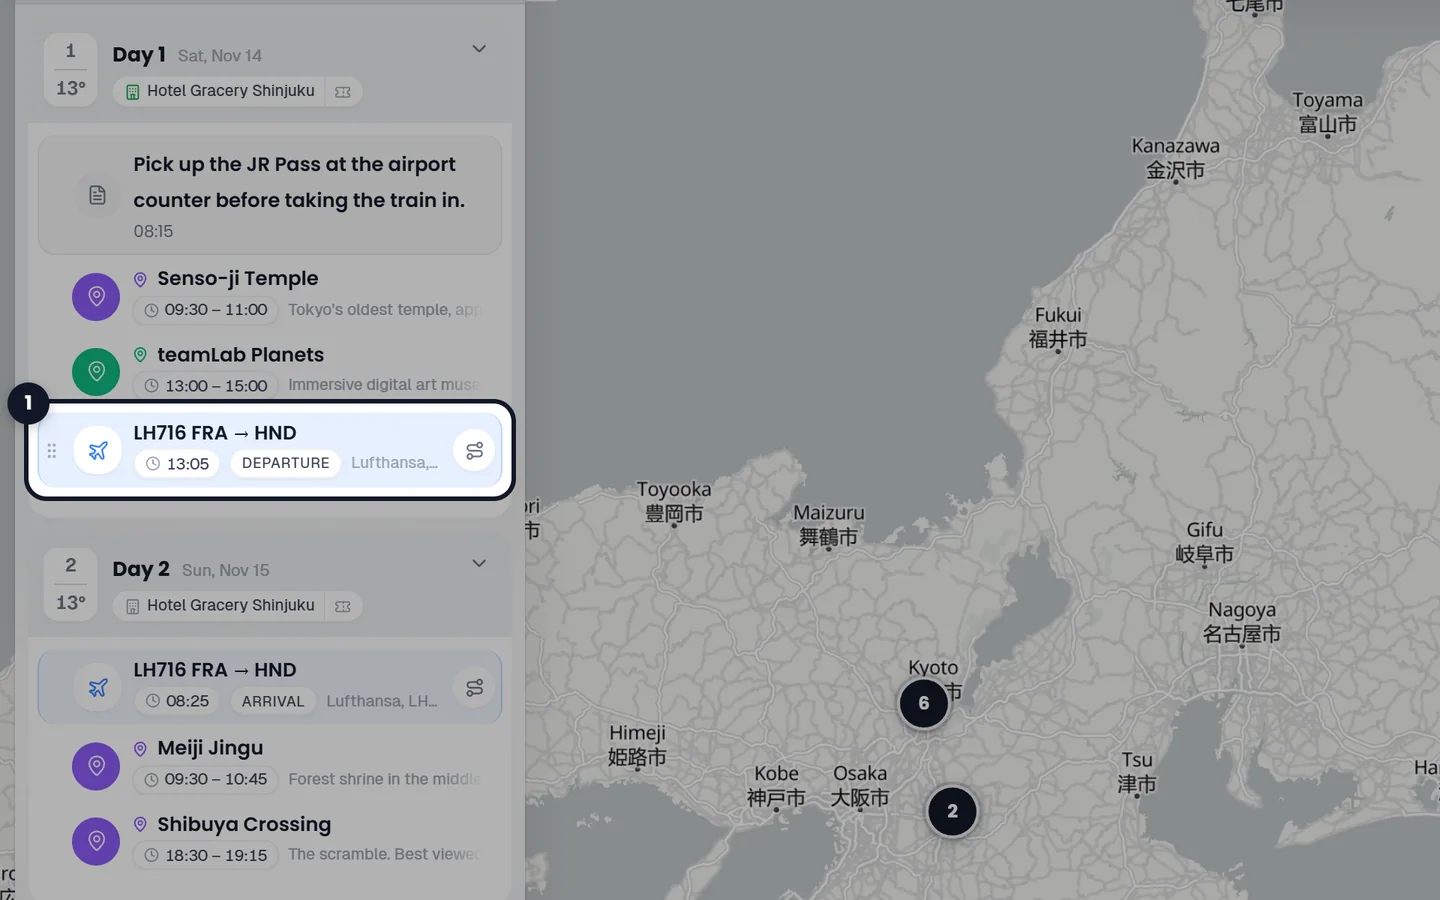 1
13°
Day 1 Sat, Nov 14
Hotel Gracery Shinjuku
Pick up the JR Pass at the airport
counter before taking the train in.
08:15
Senso-ji Temple
09:30 – 11:00 Tokyo's oldest temple,
teamLab Planets
13:00 – 15:00 Immersive digital art
1
LH716 FRA → HND
13:05 DEPARTURE Lufthansa,...
2
13°
Day 2 Sun, Nov 15
Hotel Gracery Shinjuku
LH716 FRA → HND
08:25 ARRIVAL Lufthansa, LH...
Meiji Jingu
09:30 – 10:45 Forest shrine in the middle
Shibuya Crossing
18:30 – 19:15 The scramble. Best viewed
七尾市
Toyama
富山市
Kanazawa
金沢市
Fukui
福井市
Toyooka
豊岡市
Maizuru
舞鶴市
市
Gifu
岐阜市
Nagoya
名古屋市
Kyoto
市
6
Himeji
姫路市
Kobe
神戸市
Osaka
大阪市
Tsu
津市
2